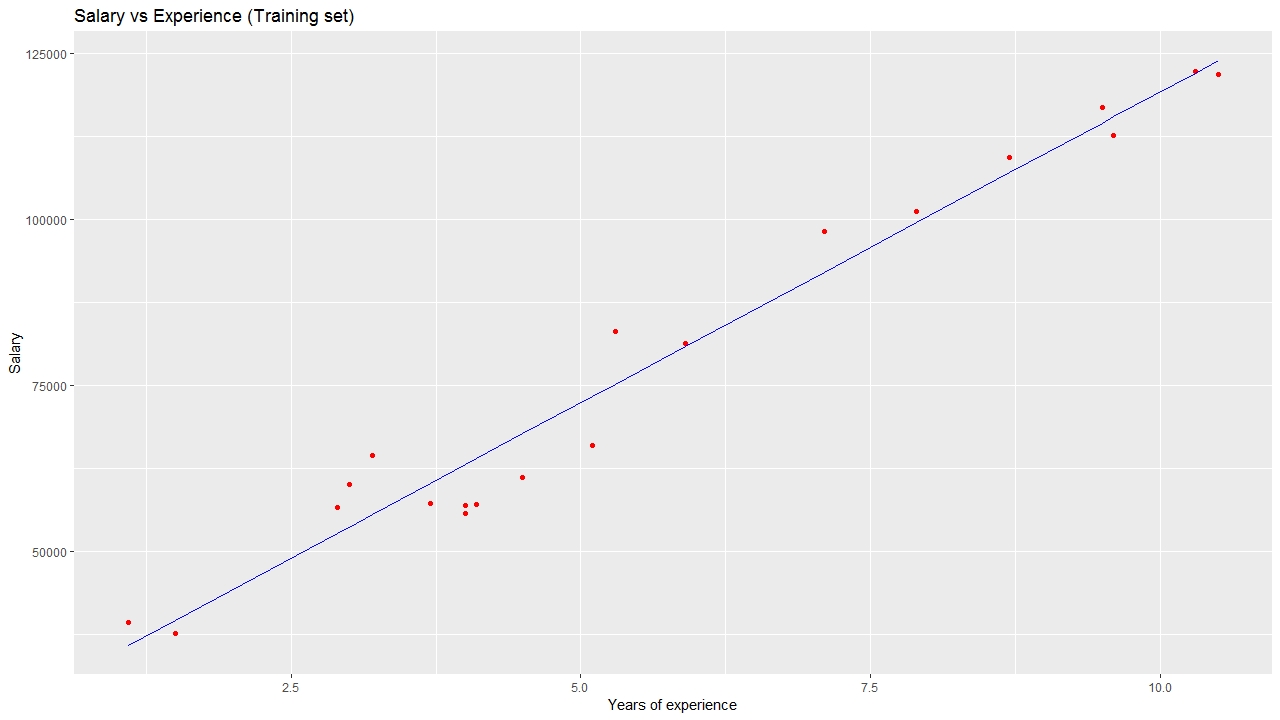 Salary vs Experience (Training set)
125000
100000
75000
50000
Salary
2.5
5.0
7.5
10.0
Years of experience